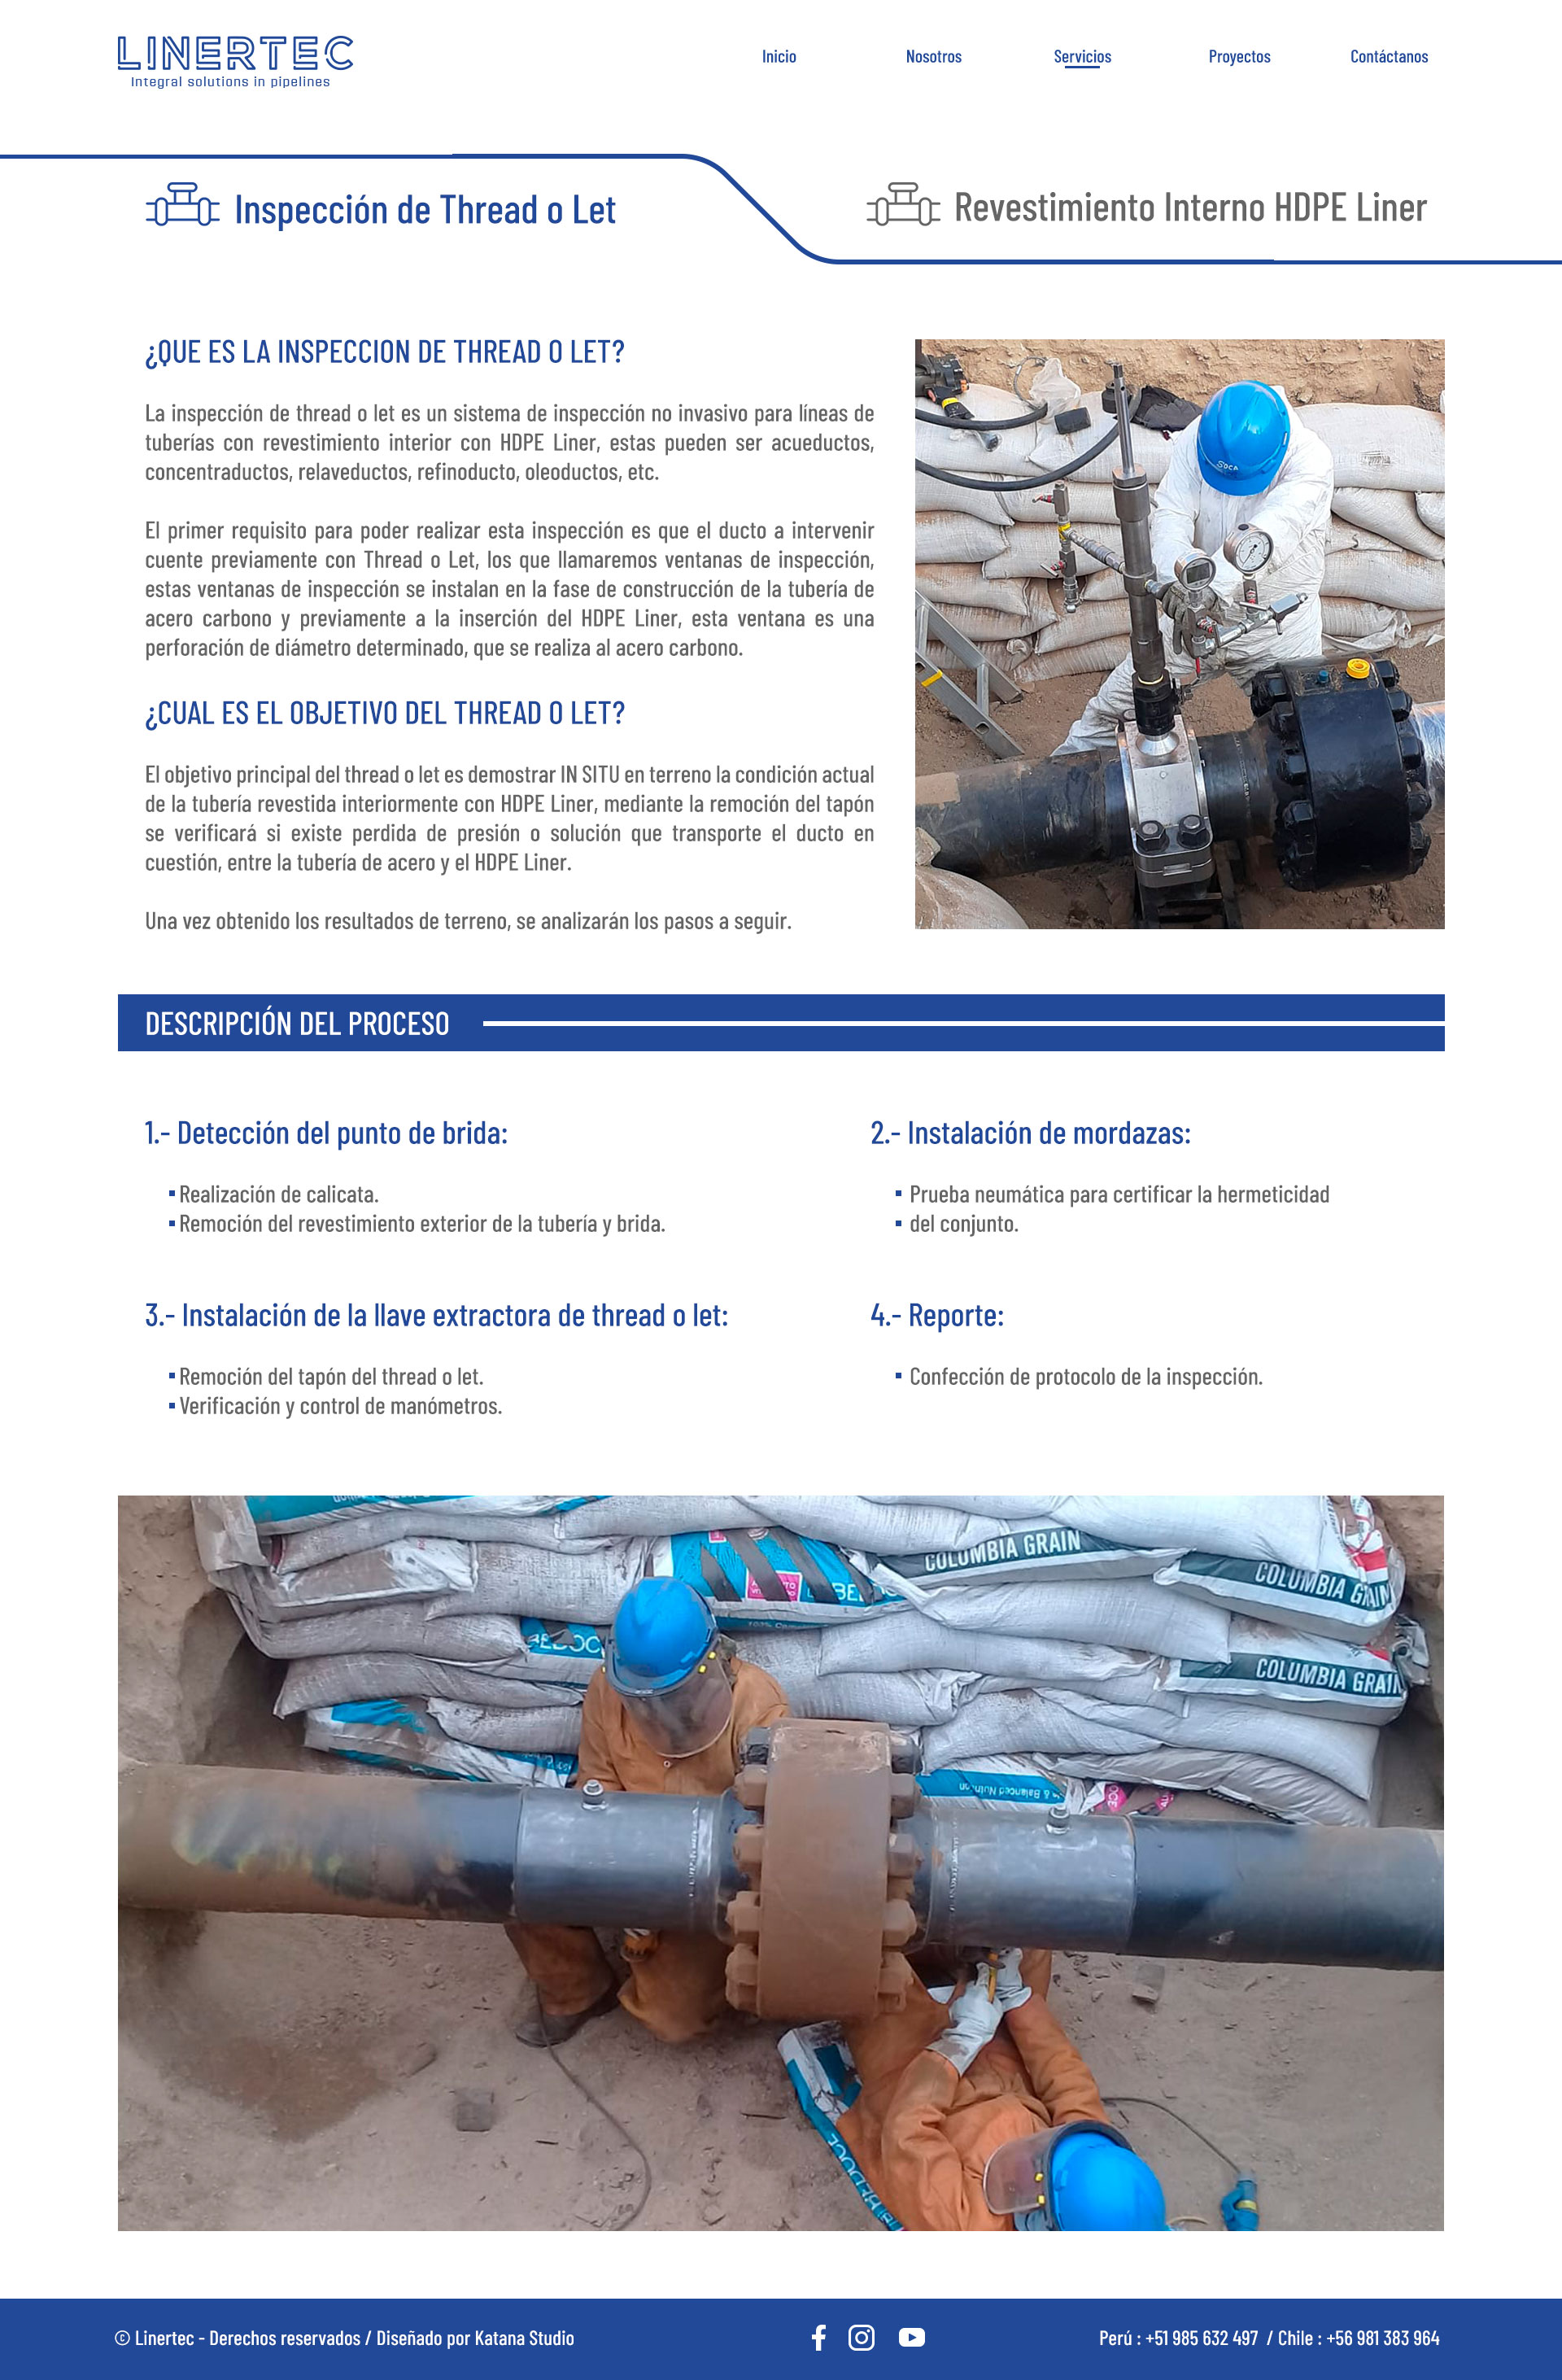 LINERTEC
Integral solutions in pipelines
Inicio
Nosotros
Servicios
Proyectos
Contáctanos
Inspección de Thread o Let
Revestimiento Interno HDPE Liner
¿QUE ES LA INSPECCION DE THREAD O LET?
La inspección de thread o let es un sistema de inspección no invasivo para líneas de
tuberías con revestimiento interior con HDPE Liner, estas pueden ser acueductos,
concentraductos, relaveductos, refinoducto, oleoductos, etc.
El primer requisito para poder realizar esta inspección es que el ducto a intervenir
cuente previamente con Thread o Let, los que llamaremos ventanas de inspección,
estas ventanas de inspección se instalan en la fase de construcción de la tubería de
acero carbono y previamente a la inserción del HDPE Liner, esta ventana es una
perforación de diámetro determinado, que se realiza al acero carbono.
¿CUAL ES EL OBJETIVO DEL THREAD O LET?
El objetivo principal del thread o let es demostrar IN SITU en terreno la condición actual
de la tubería revestida interiormente con HDPE Liner, mediante la remoción del tapón
se verificará si existe perdida de presión o solución que transporte el ducto en
cuestión, entre la tubería de acero y el HDPE Liner.
Una vez obtenido los resultados de terreno, se analizarán los pasos a seguir.
DESCRIPCIÓN DEL PROCESO
1.- Detección del punto de brida:
Realización de calicata.
Remoción del revestimiento exterior de la tubería y brida.
2.- Instalación de mordazas:
Prueba neumática para certificar la hermeticidad
del conjunto.
3.- Instalación de la llave extractora de thread o let:
Remoción del tapón del thread o let.
Verificación y control de manómetros.
4.- Reporte:
Confección de protocolo de la inspección.
COLUMBIA GRAIN
COLUMBIA GRAIN
COLUMBIA GRAIN
© Linertec - Derechos reservados / Diseñado por Katana Studio
Perú : +51 985 632 497 / Chile : +56 981 383 964